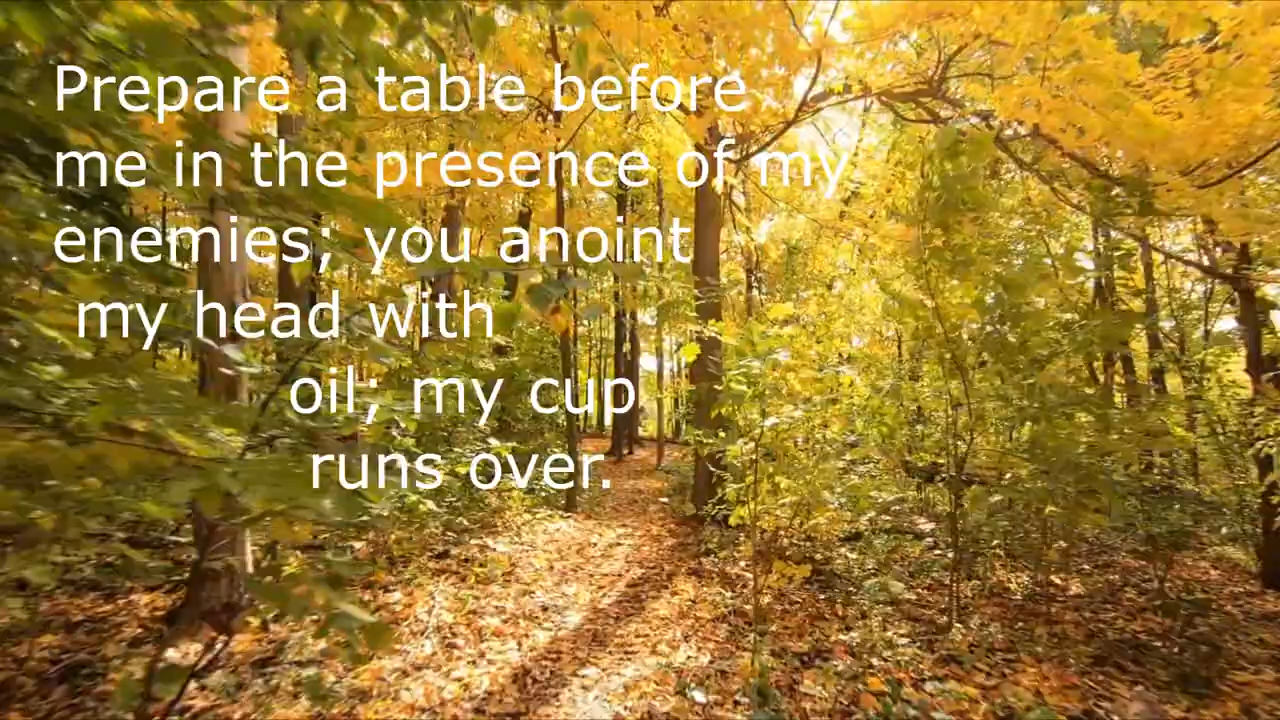 Prepare a table before
me in the presence of my
enemies; you anoint
my head with
oil; my cup
runs over.